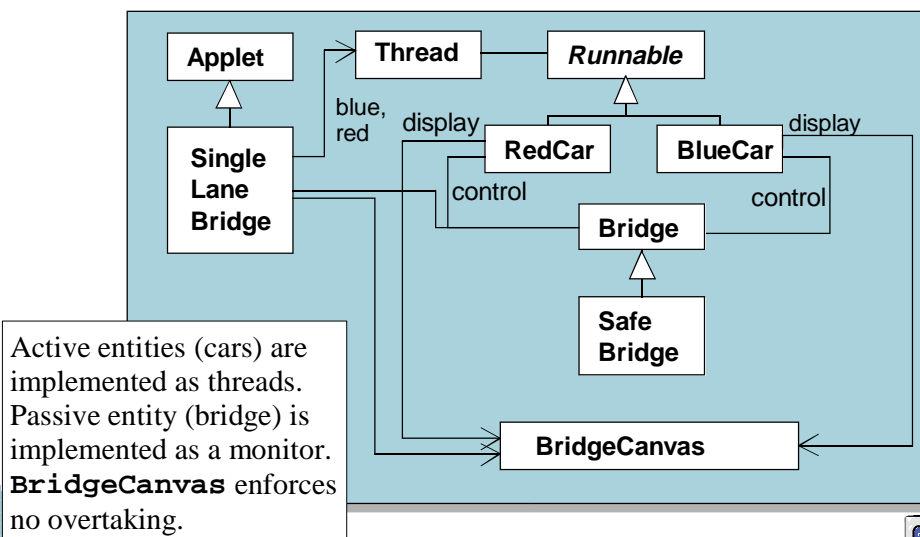 Applet
Thread
Runnable
blue,
red
display
display
Single
Lane
Bridge
RedCar
BlueCar
control
control
Bridge
Safe
Bridge
BridgeCanvas
Active entities (cars) are
implemented as threads.
Passive entity (bridge) is
implemented as a monitor.
BridgeCanvas enforces
no overtaking.